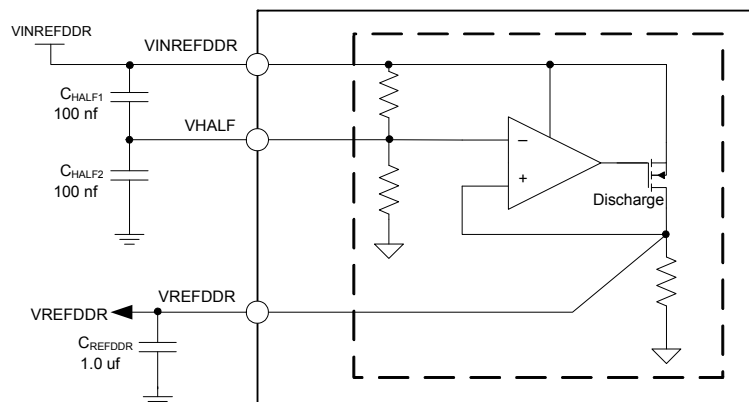 VINREFDDR
VINREFDDR
CHALF1
100 nf
VHALF
CHALF2
100 nf
−
+
Discharge
VREFDDR
VREFDDR
CREFDDR
1.0 uf